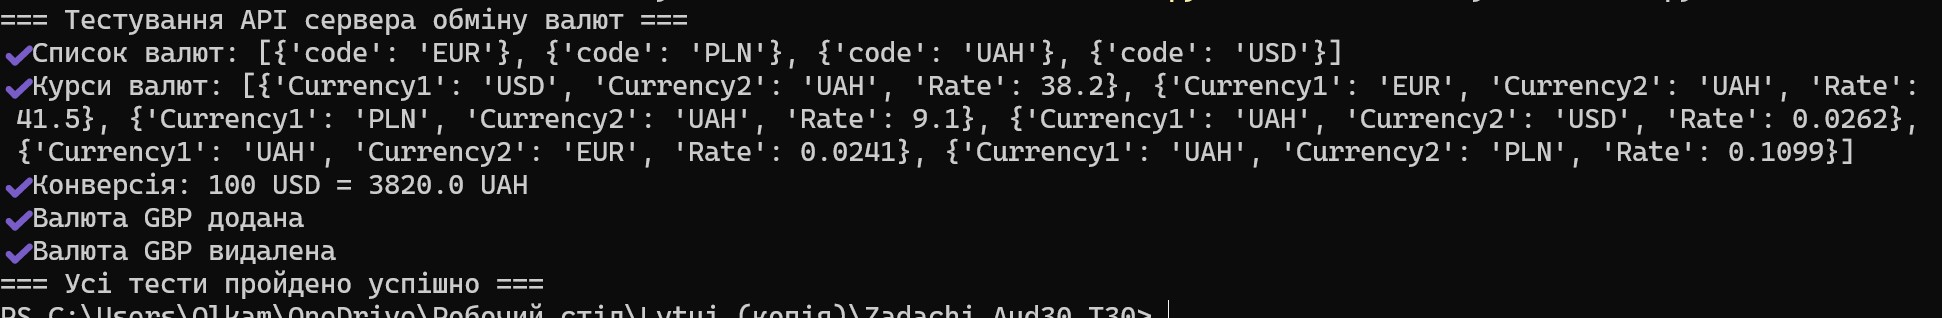 === Тестування API сервера обміну валют ===
✔Список валют: [{'code': 'EUR'}, {'code': 'PLN'}, {'code': 'UAH'}, {'code': 'USD'}]
✔Курси валют: [{'Currency1': 'USD', 'Currency2': 'UAH', 'Rate': 38.2}, {'Currency1': 'EUR', 'Currency2': 'UAH', 'Rate':
41.5}, {'Currency1': 'PLN', 'Currency2': 'UAH', 'Rate': 9.1}, {'Currency1': 'UAH', 'Currency2': 'USD', 'Rate': 0.0262},
{'Currency1': 'UAH', 'Currency2': 'EUR', 'Rate': 0.0241}, {'Currency1': 'UAH', 'Currency2': 'PLN', 'Rate': 0.1099}]
✔Конверсія: 100 USD = 3820.0 UAH
✔Валюта GBP додана
✔Валюта GBP видалена
=== Усі тести пройдено успішно ===
PS C:\Users\Olkam\OneDrive\Робочий стіл\Lytvi (копія)\Zadachi_Aud30_T30>